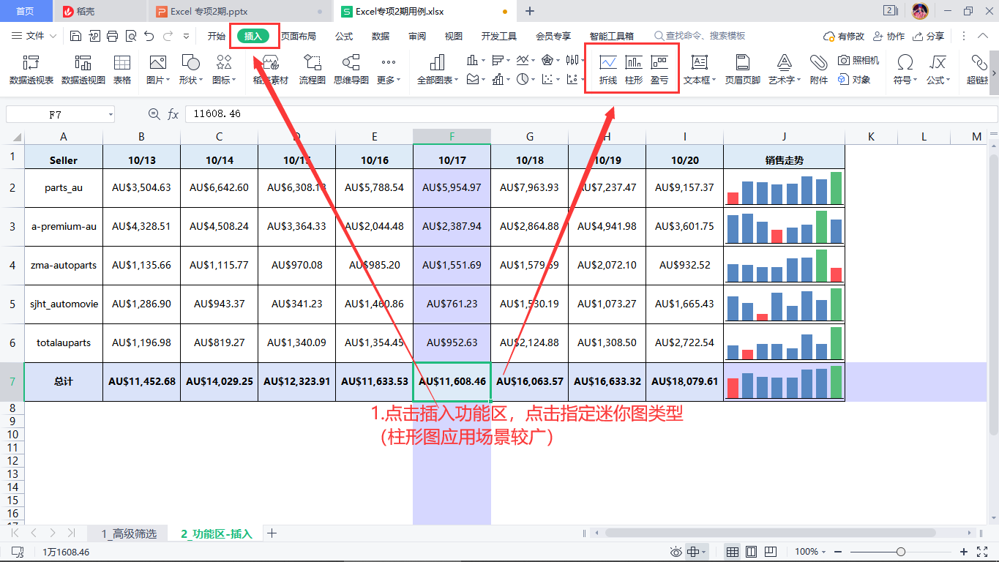 首页 稻壳 Excel 专项2期.pptx Excel专项2期用例.xlsx
文件 开始 插入 页面布局 公式 数据 审阅 视图 开发工具 会员专享 智能工具箱 查找命令、搜索模板 有修改 协作 分享
数据透视表 数据透视图 表格 图片 形状 图标 稻壳素材 流程图 思维导图 更多 全部图表 折线 柱形 盈亏 文本框 页眉页脚 艺术字 附件 照相机 对象 符号 公式 超链
F7 fx 11608.46
A B C D E F G H I J K L M
1 Seller 10/13 10/14 10/15 10/16 10/17 10/18 10/19 10/20 销售走势
2 parts_au AU$3,504.63 AU$6,642.60 AU$6,308.13 AU$5,788.54 AU$5,954.97 AU$7,963.93 AU$7,237.47 AU$9,157.37
3 a-premium-au AU$4,328.51 AU$4,508.24 AU$3,364.33 AU$2,044.48 AU$2,387.94 AU$2,864.88 AU$4,941.98 AU$3,601.75
4 zma-autoparts AU$1,135.66 AU$1,115.77 AU$970.08 AU$985.20 AU$1,551.69 AU$1,579.69 AU$2,072.10 AU$932.52
5 sjht_automovie AU$1,286.90 AU$943.37 AU$341.23 AU$1,460.86 AU$761.23 AU$1,530.19 AU$1,073.27 AU$1,665.43
6 totalauparts AU$1,196.98 AU$819.27 AU$1,340.09 AU$1,354.45 AU$952.63 AU$2,124.88 AU$1,308.50 AU$2,722.54
7 总计 AU$11,452.68 AU$14,029.25 AU$12,323.91 AU$11,633.53 AU$11,608.46 AU$16,063.57 AU$16,633.32 AU$18,079.61
1.点击插入功能区，点击指定迷你图类型
（柱形图应用场景较广）
8
9
10
11
12
13
14
15
16
17
1_高级筛选 2_功能区-插入
1万1608.46 100%